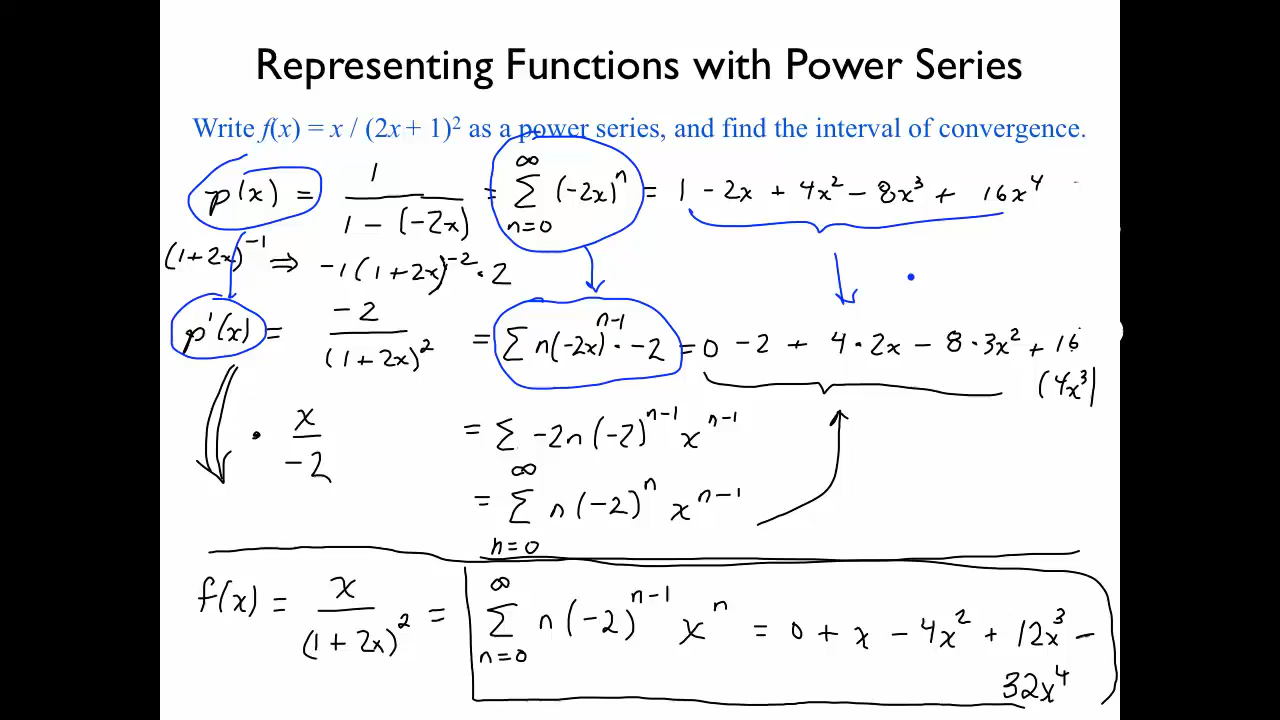 Representing Functions with Power Series
Write f(x) = x / (2x + 1)² as a power series, and find the interval of convergence.
p(x) = 1 / (1 - (-2x)) = ∑_{n=0}^{∞} (-2x)^n = 1 - 2x + 4x² - 8x³ + 16x⁴
(1+2x)^{-1} ⇒ -1(1+2x)^{-2} · 2
p'(x) = -2 / (1+2x)² = ∑ n(-2x)^{n-1} · -2 = 0 - 2 + 4·2x - 8·3x² + 16
(4x³)
· x / -2
= ∑ -2n(-2)^{n-1} x^{n-1}
= ∑_{n=0}^{∞} n(-2)^n x^{n-1}
f(x) = x / (1+2x)² = ∑_{n=0}^{∞} n(-2)^{n-1} x^n = 0 + x - 4x² + 12x³ -
32x⁴